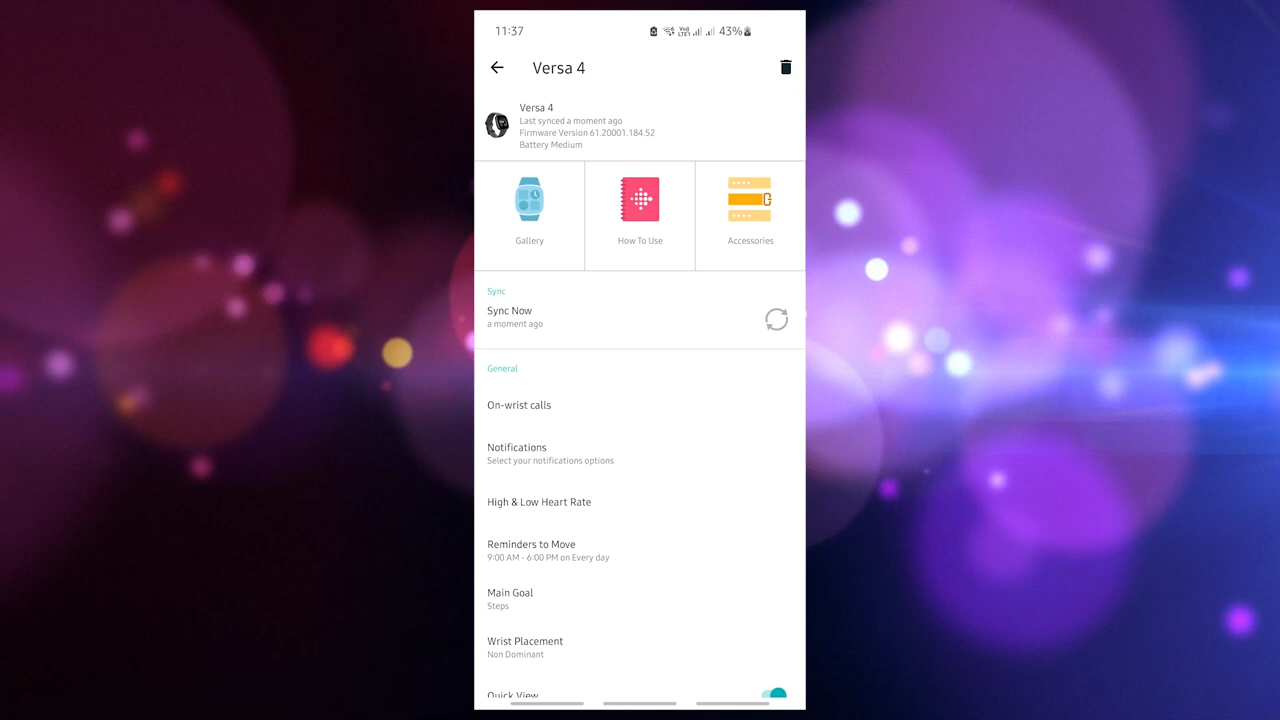 11:37
43%
Versa 4
Versa 4
Last synced a moment ago
Firmware Version 61.20001.184.52
Battery Medium
Gallery
How To Use
Accessories
Sync
Sync Now
a moment ago
General
On-wrist calls
Notifications
Select your notifications options
High & Low Heart Rate
Reminders to Move
9:00 AM - 6:00 PM on Every day
Main Goal
Steps
Wrist Placement
Non Dominant
Quick View